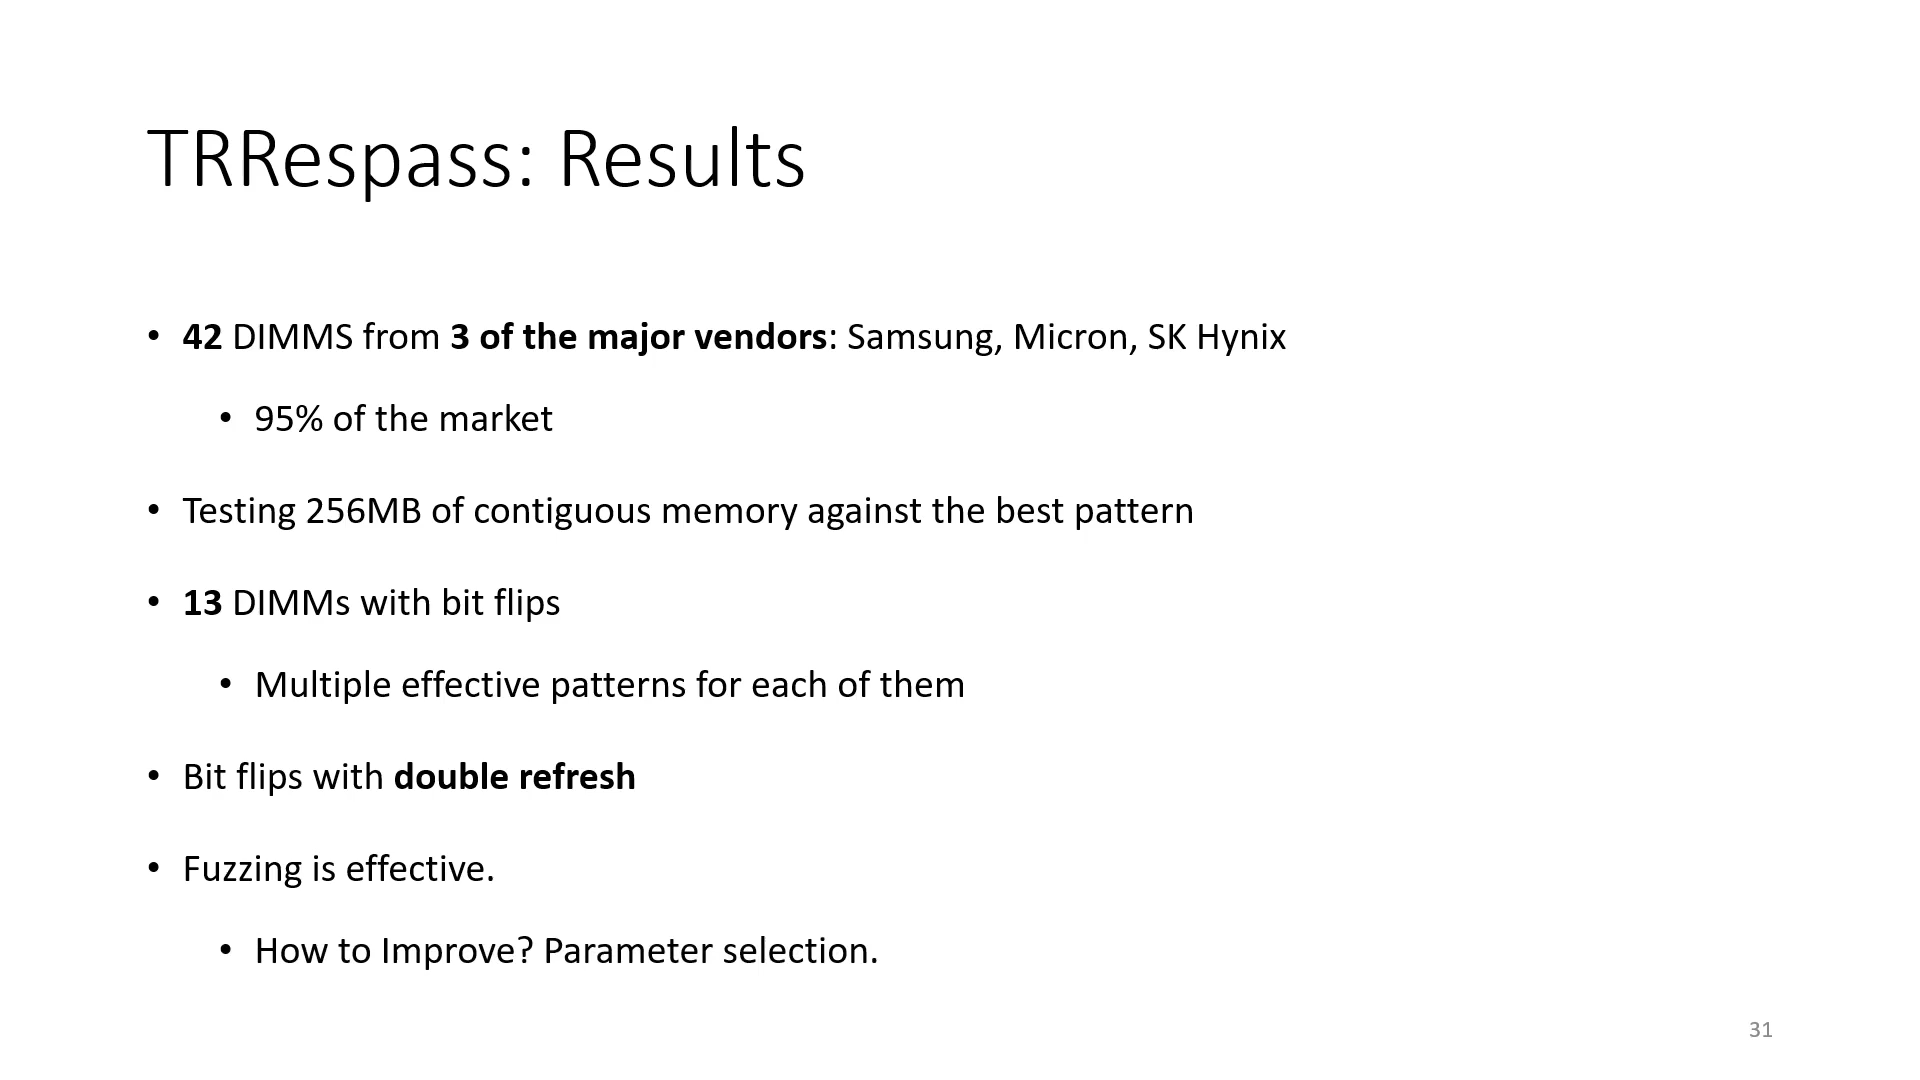 TRRespass: Results
• 42 DIMMS from 3 of the major vendors: Samsung, Micron, SK Hynix
• 95% of the market
• Testing 256MB of contiguous memory against the best pattern
• 13 DIMMs with bit flips
• Multiple effective patterns for each of them
• Bit flips with double refresh
• Fuzzing is effective.
• How to Improve? Parameter selection.
31